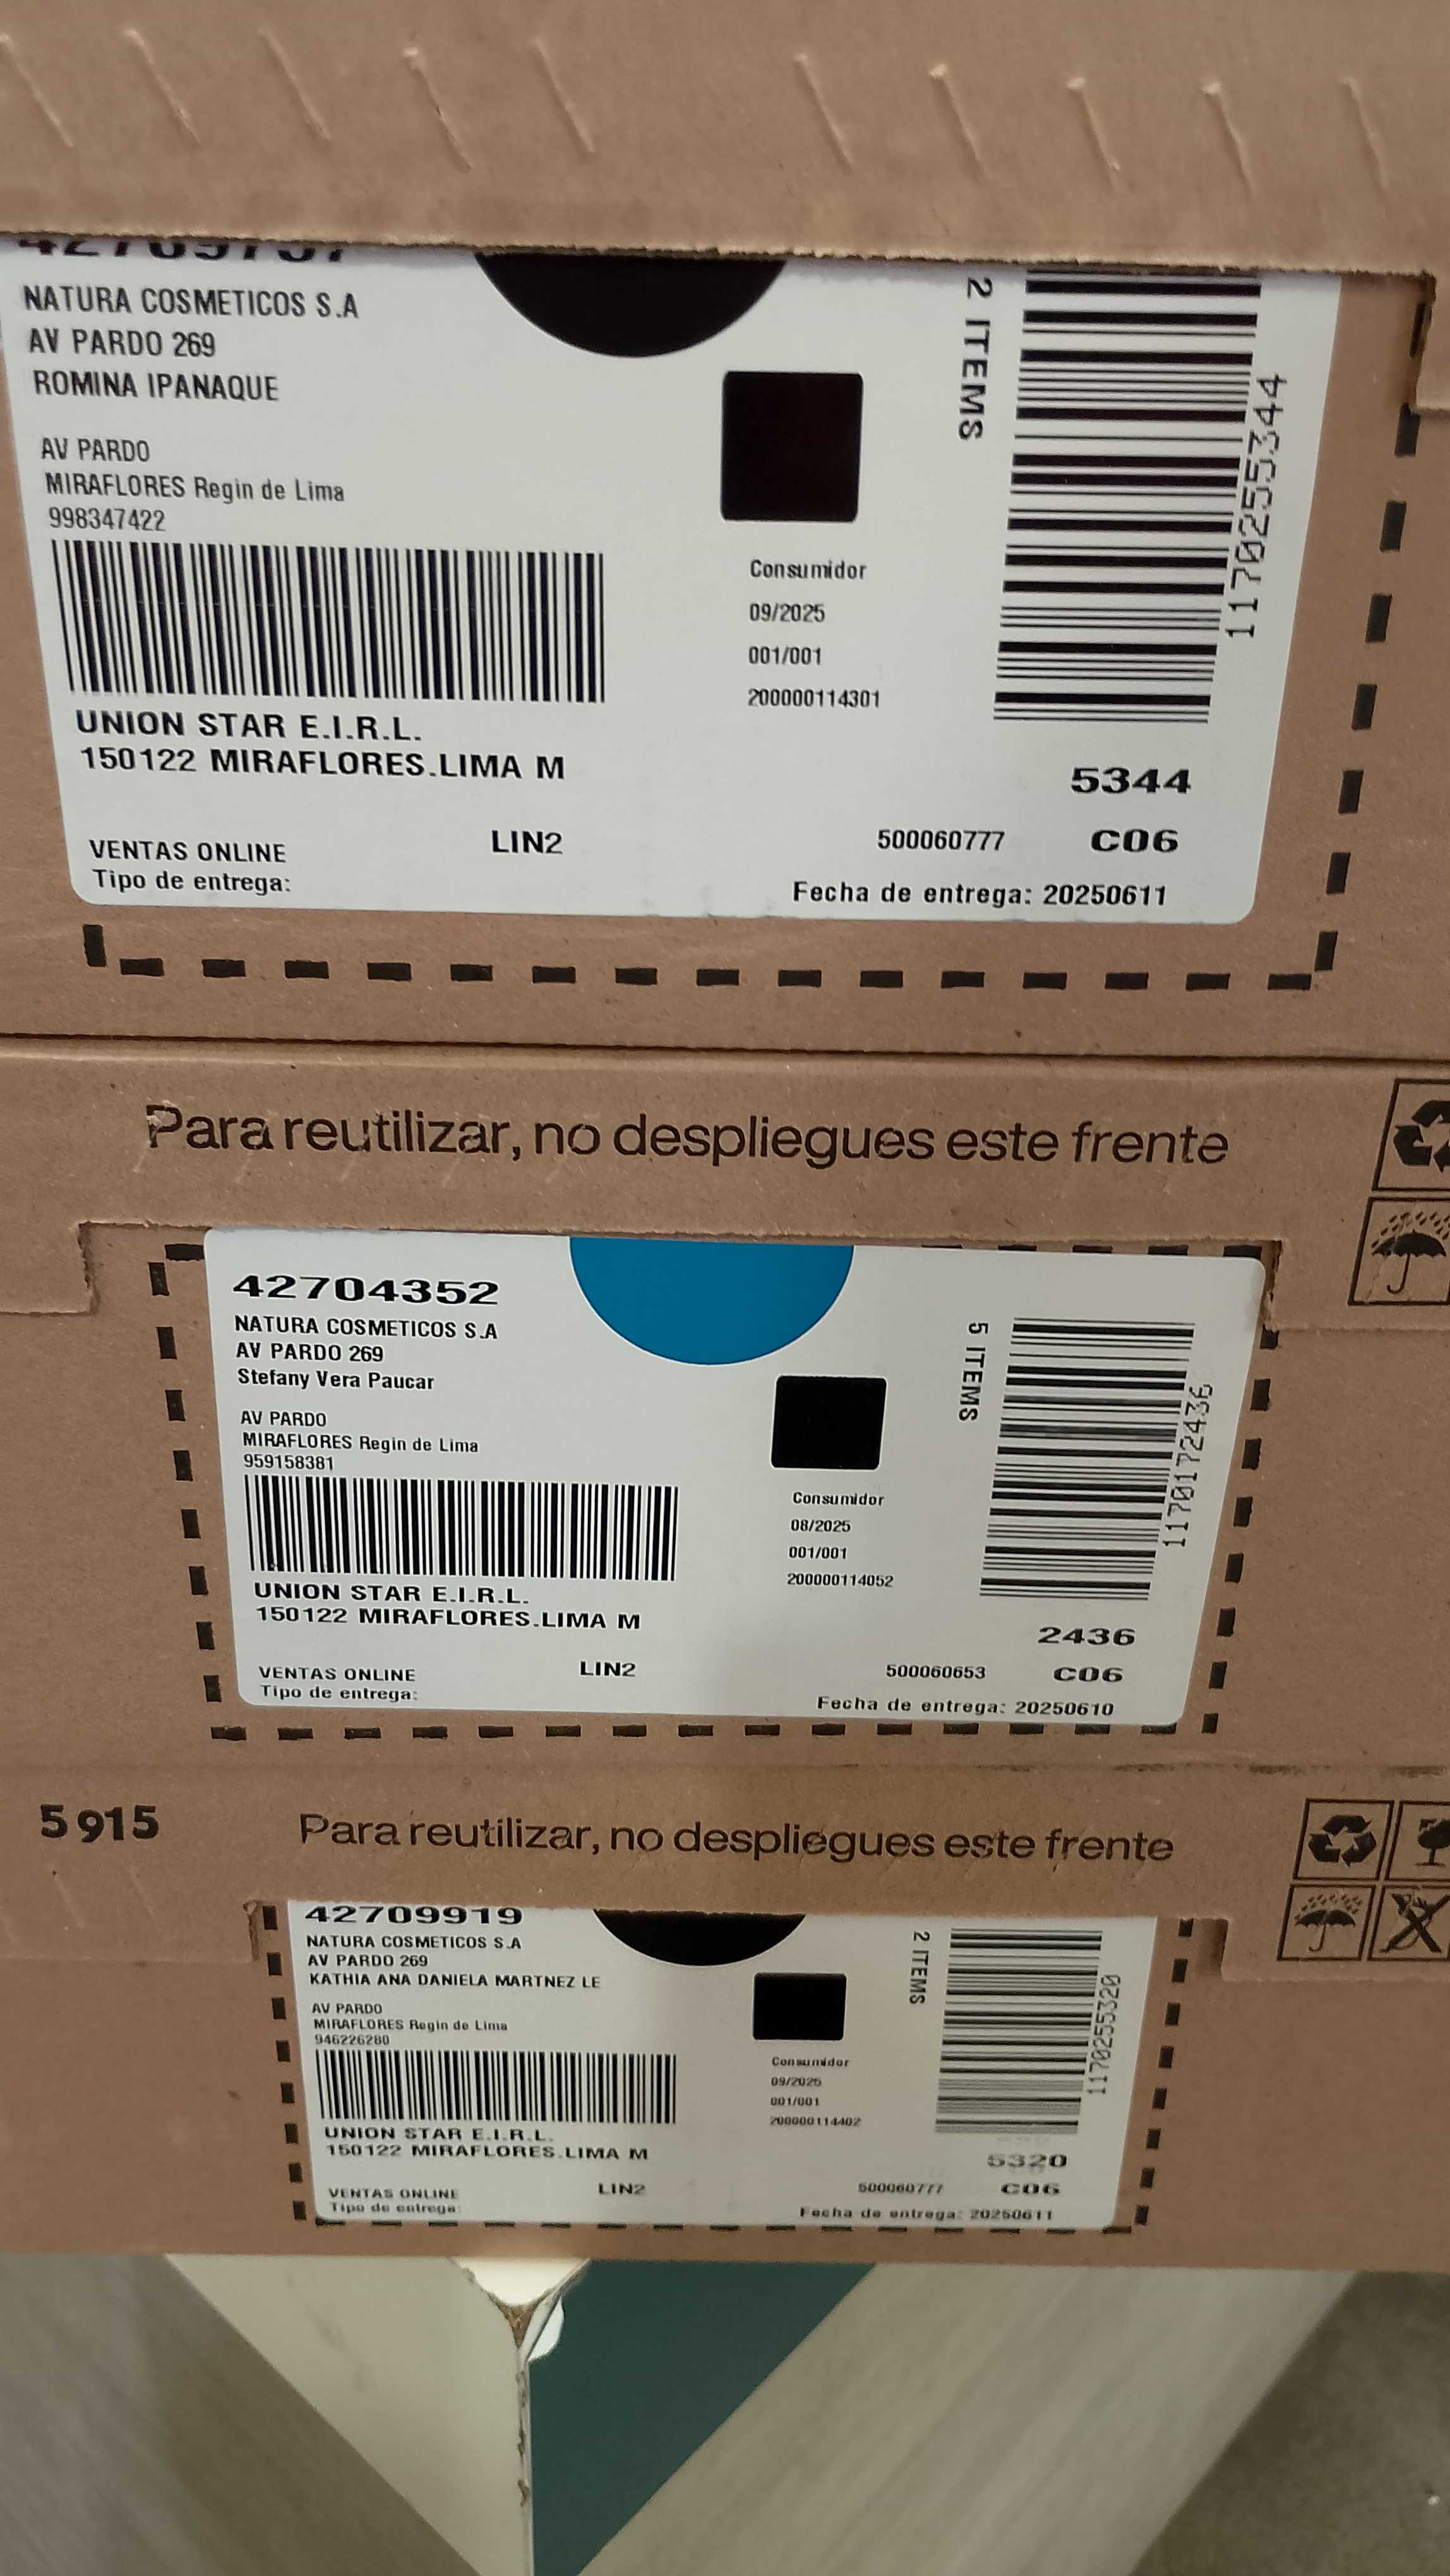 NATURA COSMETICOS S.A
AV PARDO 269
ROMINA IPANAQUE
AV PARDO
MIRAFLORES Regin de Lima
998347422
UNION STAR E.I.R.L.
150122 MIRAFLORES.LIMA M
VENTAS ONLINE
Tipo de entrega:
LIN2
2 ITEMS
1170255344
Consumidor
09/2025
001/001
200000114301
5344
500060777 C06
Fecha de entrega: 20250611
Para reutilizar, no despliegues este frente
42704352
NATURA COSMETICOS S.A
AV PARDO 269
Stefany Vera Paucar
AV PARDO
MIRAFLORES Regin de Lima
959158381
UNION STAR E.I.R.L.
150122 MIRAFLORES.LIMA M
VENTAS ONLINE
Tipo de entrega:
LIN2
5 ITEMS
1170172436
Consumidor
08/2025
001/001
200000114052
2436
500060653 C06
Fecha de entrega: 20250610
5915
Para reutilizar, no despliegues este frente
42709919
NATURA COSMETICOS S.A
AV PARDO 269
KATHIA ANA DANIELA MARTNEZ LE
AV PARDO
MIRAFLORES Regin de Lima
946226280
UNION STAR E.I.R.L.
150122 MIRAFLORES.LIMA M
VENTAS ONLINE
Tipo de entrega:
LIN2
2 ITEMS
1170255320
Consumidor
09/2025
001/001
200000114402
5320
500060777 C06
Fecha de entrega: 20250611